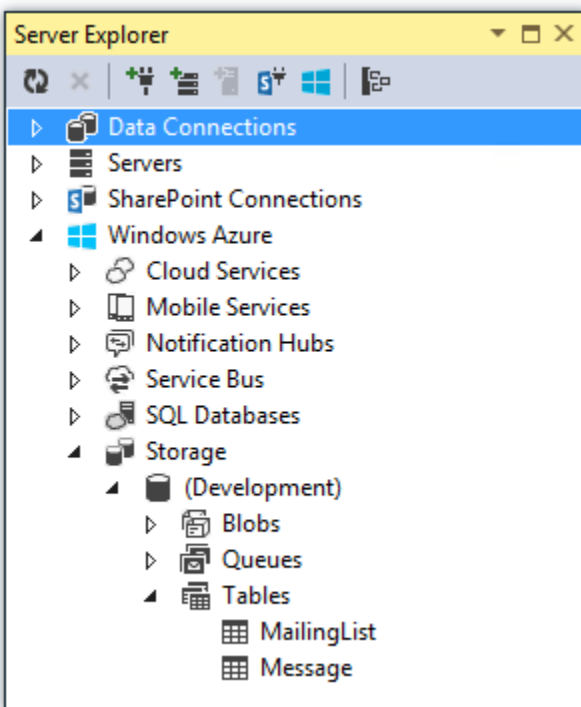 Server Explorer
Data Connections
Servers
SharePoint Connections
Windows Azure
Cloud Services
Mobile Services
Notification Hubs
Service Bus
SQL Databases
Storage
(Development)
Blobs
Queues
Tables
MailingList
Message